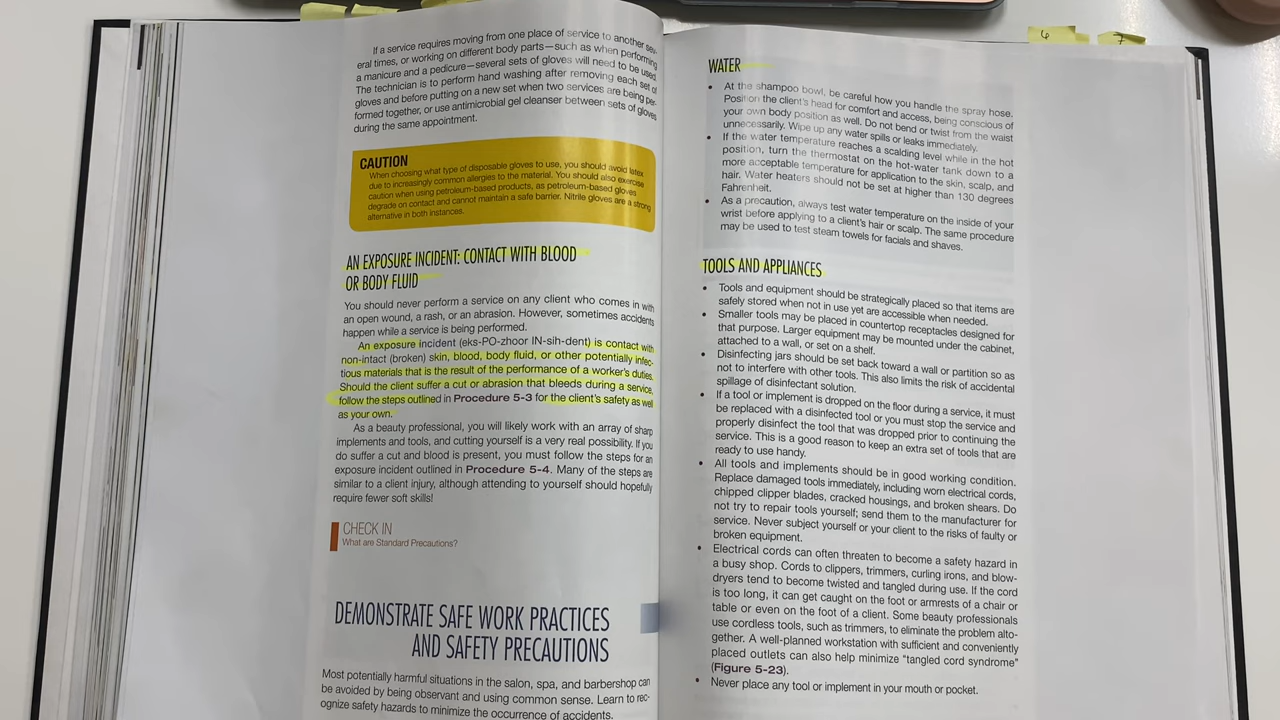 If a service requires moving from one place of service to another sev-
eral times, or working on different body parts—such as when performing
a manicure and a pedicure—several sets of gloves will need to be used.
The technician is to perform hand washing after removing each set of
gloves and before putting on a new set when two services are being per-
formed together, or use antimicrobial gel cleanser between sets of gloves
during the same appointment.
CAUTION
When choosing what type of disposable gloves to use, you should avoid latex
due to increasingly common allergies to the material. You should also exercise
caution when using petroleum-based products, as petroleum-based gloves
degrade on contact and cannot maintain a safe barrier. Nitrile gloves are a strong
alternative in both instances.
AN EXPOSURE INCIDENT: CONTACT WITH BLOOD
OR BODY FLUID
You should never perform a service on any client who comes in with
an open wound, a rash, or an abrasion. However, sometimes accidents
happen while a service is being performed.
An exposure incident (eks-PO-zhoor IN-sih-dent) is contact with
non-intact (broken) skin, blood, body fluid, or other potentially infec-
tious materials that is the result of the performance of a worker's duties.
Should the client suffer a cut or abrasion that bleeds during a service,
follow the steps outlined in Procedure 5-3 for the client's safety as well
as your own.
As a beauty professional, you will likely work with an array of sharp
implements and tools, and cutting yourself is a very real possibility. If you
do suffer a cut and blood is present, you must follow the steps for an
exposure incident outlined in Procedure 5-4. Many of the steps are
similar to a client injury, although attending to yourself should hopefully
require fewer soft skills!
CHECK IN
What are Standard Precautions?
DEMONSTRATE SAFE WORK PRACTICES
AND SAFETY PRECAUTIONS
Most potentially harmful situations in the salon, spa, and barbershop can
be avoided by being observant and using common sense. Learn to rec-
ognize safety hazards to minimize the occurrence of accidents.
6
7
WATER
• At the shampoo bowl, be careful how you handle the spray hose.
Position the client's head for comfort and access, being conscious of
your own body position as well. Do not bend or twist from the waist
unnecessarily. Wipe up any water spills or leaks immediately.
• If the water temperature reaches a scalding level while in the hot
position, turn the thermostat on the hot-water tank down to a
more acceptable temperature for application to the skin, scalp, and
hair. Water heaters should not be set at higher than 130 degrees
Fahrenheit.
• As a precaution, always test water temperature on the inside of your
wrist before applying to a client's hair or scalp. The same procedure
may be used to test steam towels for facials and shaves.
TOOLS AND APPLIANCES
• Tools and equipment should be strategically placed so that items are
safely stored when not in use yet are accessible when needed.
• Smaller tools may be placed in countertop receptacles designed for
that purpose. Larger equipment may be mounted under the cabinet,
attached to a wall, or set on a shelf.
• Disinfecting jars should be set back toward a wall or partition so as
not to interfere with other tools. This also limits the risk of accidental
spillage of disinfectant solution.
• If a tool or implement is dropped on the floor during a service, it must
be replaced with a disinfected tool or you must stop the service and
properly disinfect the tool that was dropped prior to continuing the
service. This is a good reason to keep an extra set of tools that are
ready to use handy.
• All tools and implements should be in good working condition.
Replace damaged tools immediately, including worn electrical cords,
chipped clipper blades, cracked housings, and broken shears. Do
not try to repair tools yourself; send them to the manufacturer for
service. Never subject yourself or your client to the risks of faulty or
broken equipment.
• Electrical cords can often threaten to become a safety hazard in
a busy shop. Cords to clippers, trimmers, curling irons, and blow-
dryers tend to become twisted and tangled during use. If the cord
is too long, it can get caught on the foot or armrests of a chair or
table or even on the foot of a client. Some beauty professionals
use cordless tools, such as trimmers, to eliminate the problem alto-
gether. A well-planned workstation with sufficient and conveniently
placed outlets can also help minimize "tangled cord syndrome"
(Figure 5-23).
• Never place any tool or implement in your mouth or pocket.